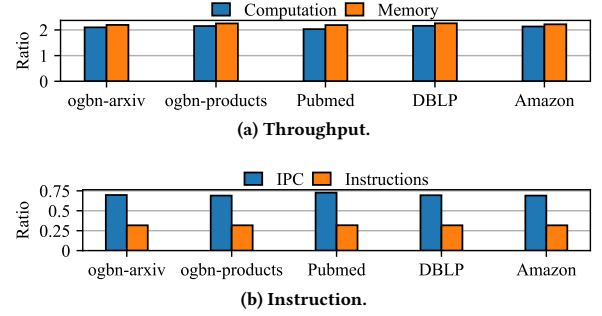 Computation Memory
Ratio
2
1
0
ogbn-arxiv ogbn-products Pubmed DBLP Amazon
(a) Throughput.
IPC Instructions
Ratio
0.75
0.5
0.25
0
ogbn-arxiv ogbn-products Pubmed DBLP Amazon
(b) Instruction.